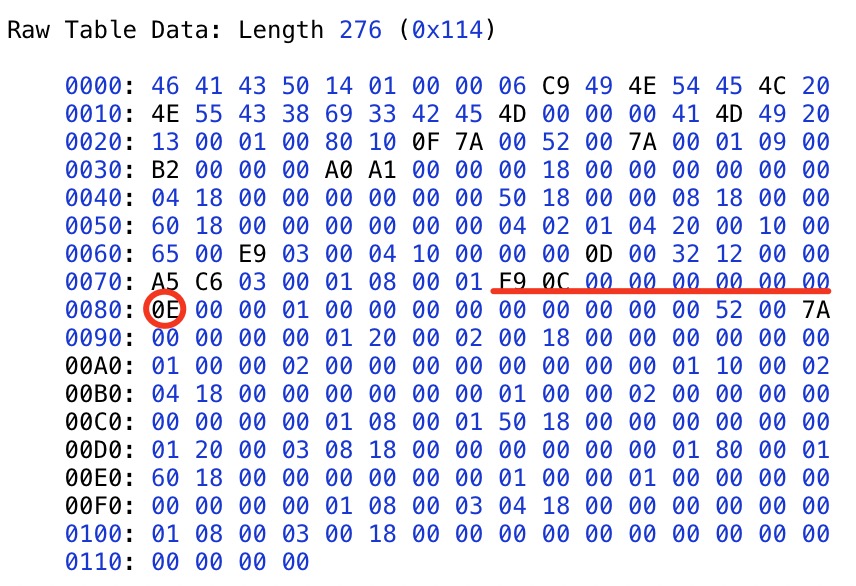 Raw Table Data: Length 276 (0x114)
0000: 46 41 43 50 14 01 00 00 06 C9 49 4E 54 45 4C 20
0010: 4E 55 43 38 69 33 42 45 4D 00 00 00 41 4D 49 20
0020: 13 00 01 00 80 10 0F 7A 00 52 00 7A 00 01 09 00
0030: B2 00 00 00 A0 A1 00 00 00 18 00 00 00 00 00 00
0040: 04 18 00 00 00 00 00 00 50 18 00 00 08 18 00 00
0050: 60 18 00 00 00 00 00 00 04 02 01 04 20 00 10 00
0060: 65 00 E9 03 00 04 10 00 00 00 0D 00 32 12 00 00
0070: A5 C6 03 00 01 08 00 01 F9 0C 00 00 00 00 00 00
0080: 0E 00 00 01 00 00 00 00 00 00 00 00 00 52 00 7A
0090: 00 00 00 00 01 20 00 02 00 18 00 00 00 00 00 00
00A0: 01 00 00 02 00 00 00 00 00 00 00 00 01 10 00 02
00B0: 04 18 00 00 00 00 00 00 01 00 00 02 00 00 00 00
00C0: 00 00 00 00 01 08 00 01 50 18 00 00 00 00 00 00
00D0: 01 20 00 03 08 18 00 00 00 00 00 00 01 80 00 01
00E0: 60 18 00 00 00 00 00 00 01 00 00 01 00 00 00 00
00F0: 00 00 00 00 01 08 00 03 04 18 00 00 00 00 00 00
0100: 01 08 00 03 00 18 00 00 00 00 00 00 00 00 00 00
0110: 00 00 00 00